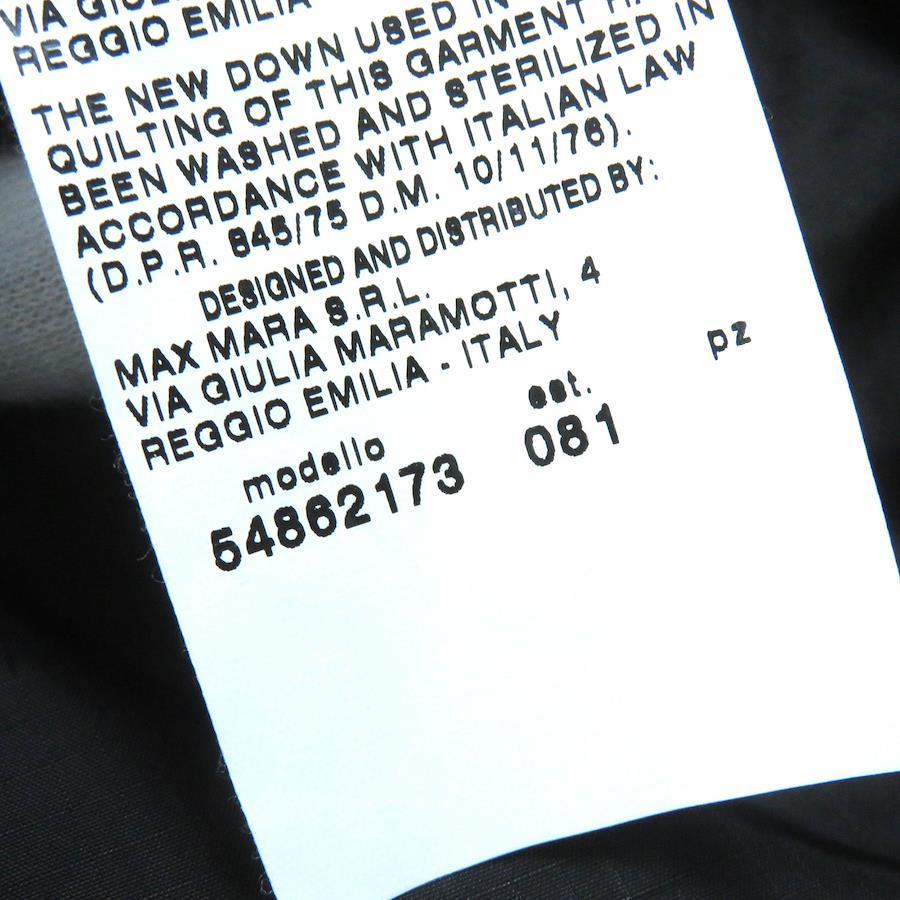 VIA
REGGIO EMILIA
THE NEW DOWN USED IN
QUILTING OF THIS GARMENT
BEEN WASHED AND STERILIZED IN
ACCORDANCE WITH ITALIAN LAW
(D.P.R. 845/75 D.M. 10/11/76).
DESIGNED AND DISTRIBUTED BY:
MAX MARA S.R.L.
VIA GIULIA MARAMOTTI, 4
REGGIO EMILIA - ITALY
modello est. pz
54862173 081